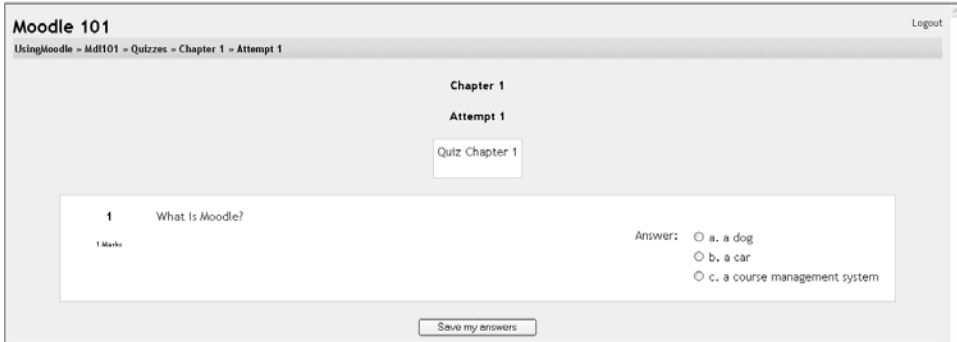 Moodle 101
Logout
UsingMoodle » Mdl101 » Quizzes » Chapter 1 » Attempt 1
Chapter 1
Attempt 1
Quiz Chapter 1
1 What is Moodle?
1 Marks
Answer: a. a dog
b. a car
c. a course management system
Save my answers